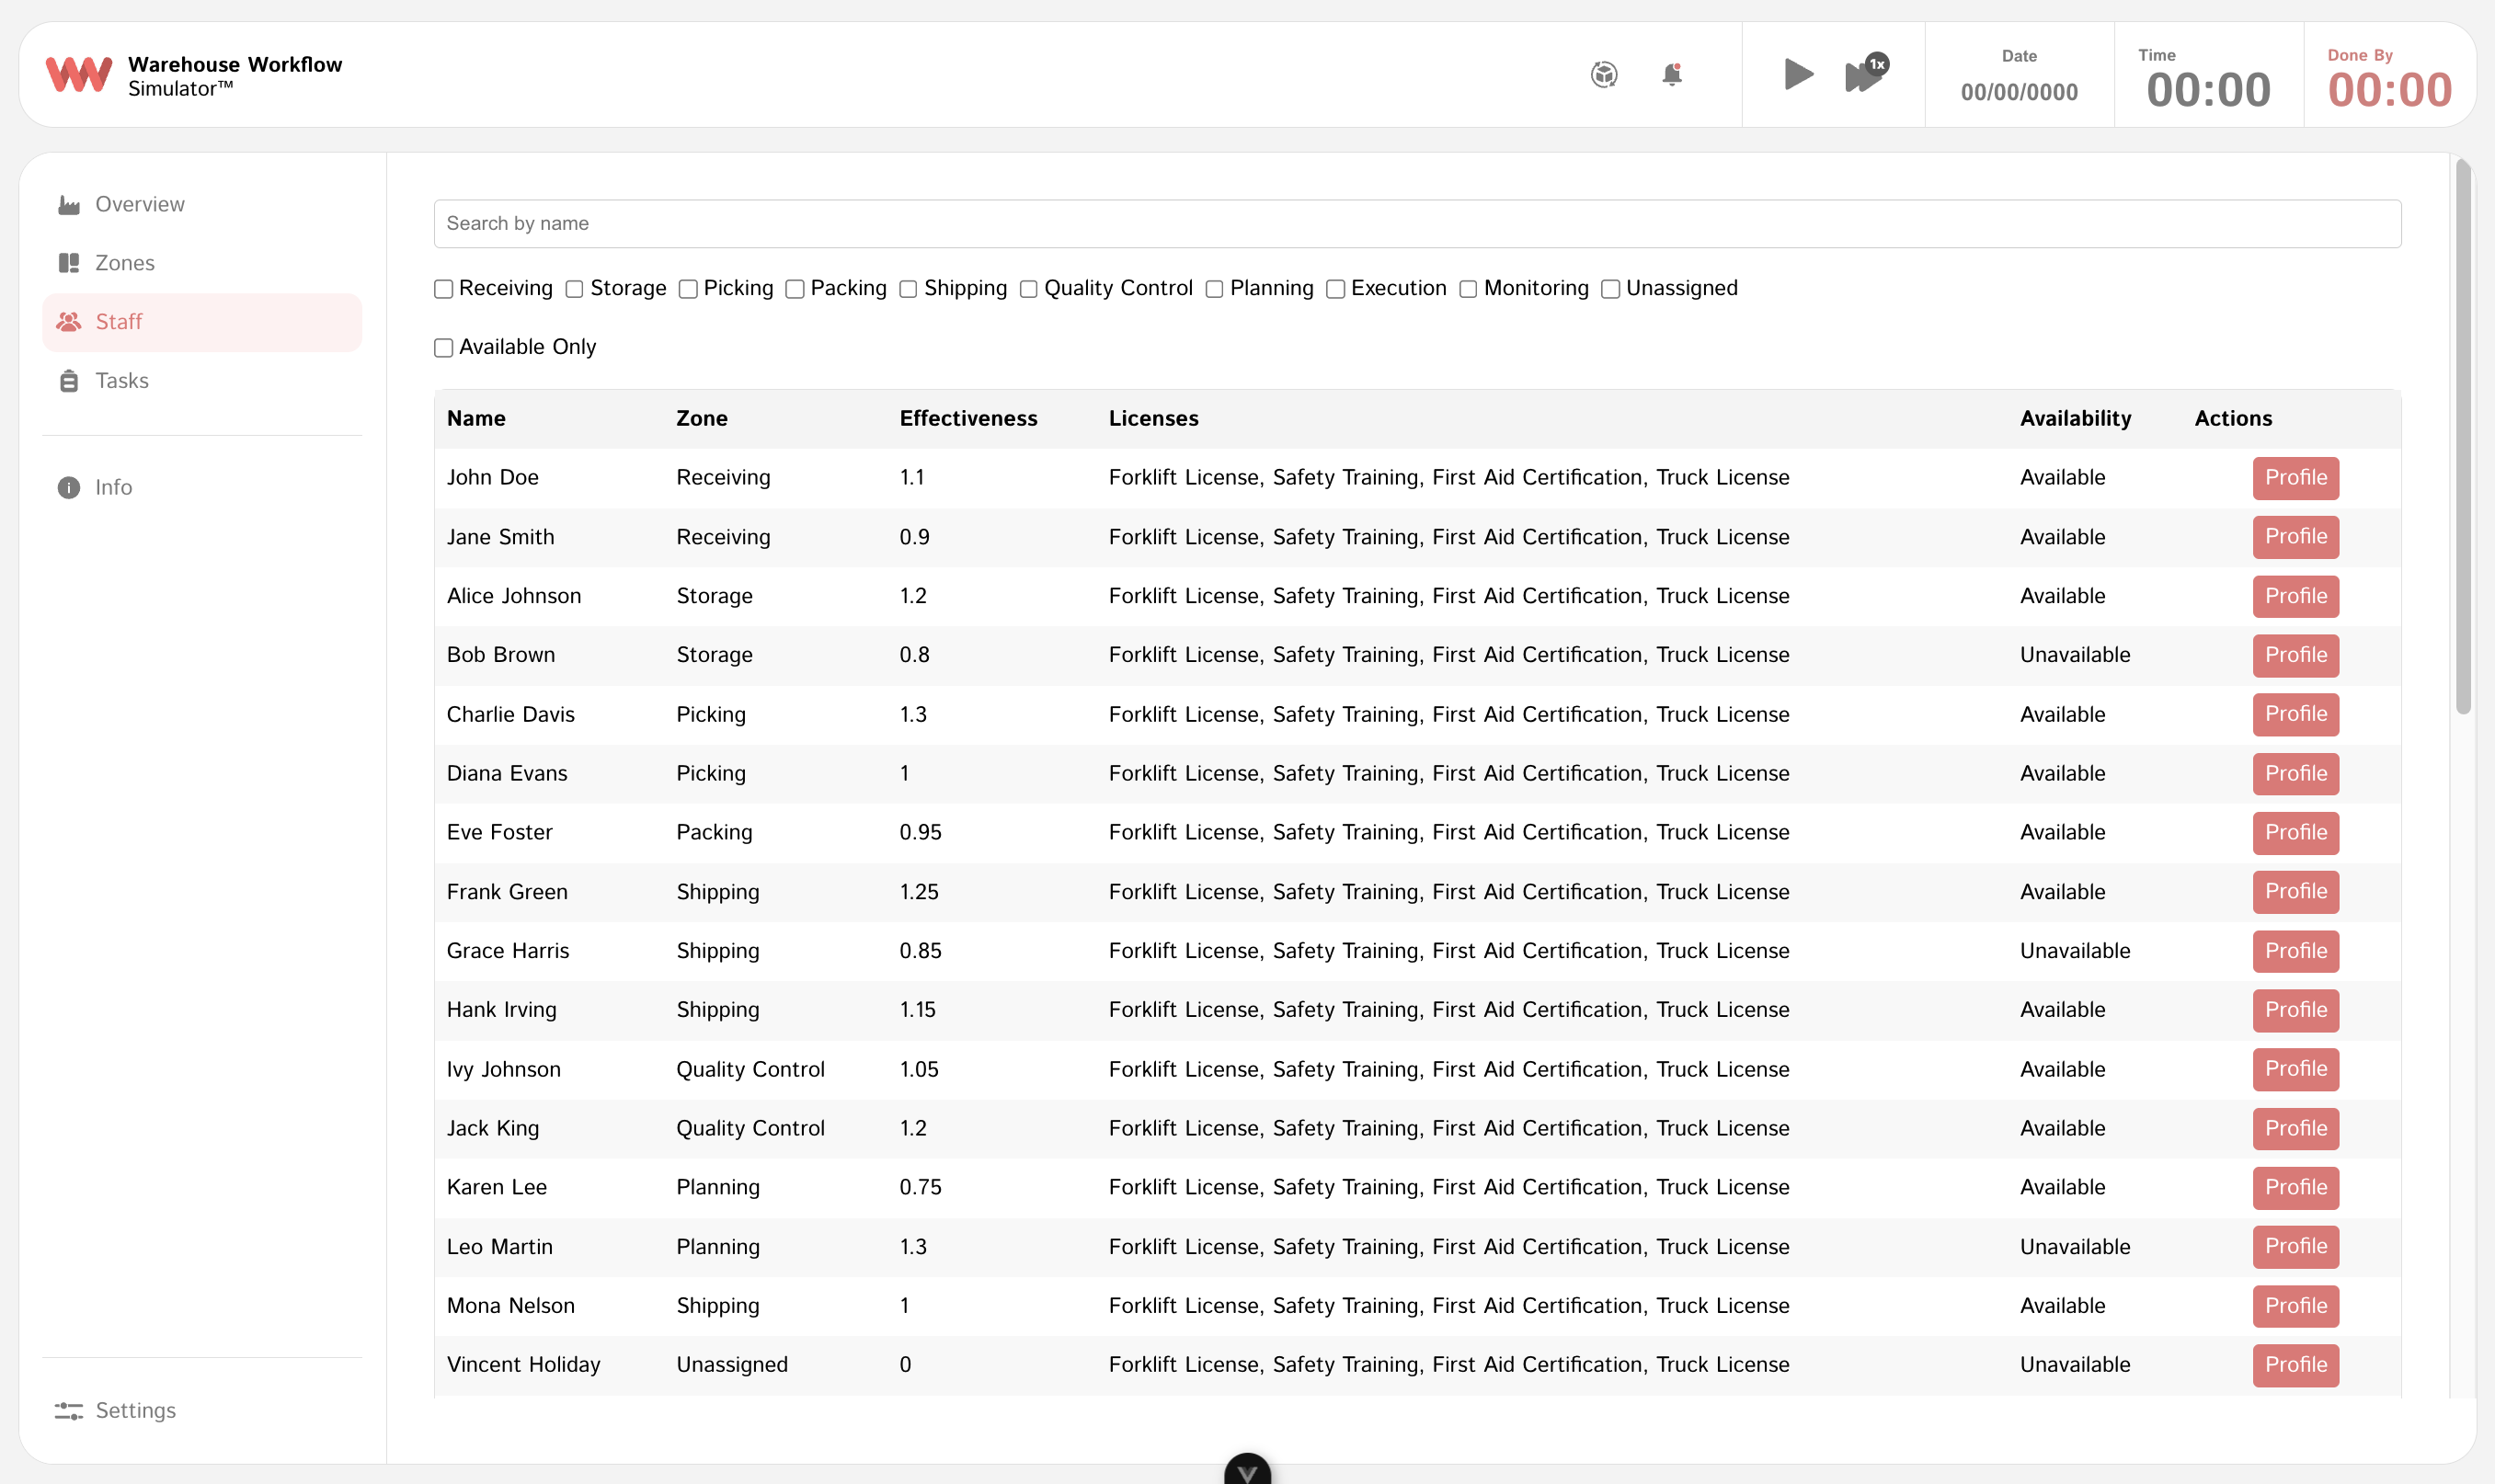 Warehouse Workflow
Simulator™
1x
Date
00/00/0000
Time
00:00
Done By
00:00
Overview
Zones
Staff
Tasks
Info
Settings
Search by name
Receiving Storage Picking Packing Shipping Quality Control Planning Execution Monitoring Unassigned
Available Only
Name Zone Effectiveness Licenses Availability Actions
John Doe Receiving 1.1 Forklift License, Safety Training, First Aid Certification, Truck License Available Profile
Jane Smith Receiving 0.9 Forklift License, Safety Training, First Aid Certification, Truck License Available Profile
Alice Johnson Storage 1.2 Forklift License, Safety Training, First Aid Certification, Truck License Available Profile
Bob Brown Storage 0.8 Forklift License, Safety Training, First Aid Certification, Truck License Unavailable Profile
Charlie Davis Picking 1.3 Forklift License, Safety Training, First Aid Certification, Truck License Available Profile
Diana Evans Picking 1 Forklift License, Safety Training, First Aid Certification, Truck License Available Profile
Eve Foster Packing 0.95 Forklift License, Safety Training, First Aid Certification, Truck License Available Profile
Frank Green Shipping 1.25 Forklift License, Safety Training, First Aid Certification, Truck License Available Profile
Grace Harris Shipping 0.85 Forklift License, Safety Training, First Aid Certification, Truck License Unavailable Profile
Hank Irving Shipping 1.15 Forklift License, Safety Training, First Aid Certification, Truck License Available Profile
Ivy Johnson Quality Control 1.05 Forklift License, Safety Training, First Aid Certification, Truck License Available Profile
Jack King Quality Control 1.2 Forklift License, Safety Training, First Aid Certification, Truck License Available Profile
Karen Lee Planning 0.75 Forklift License, Safety Training, First Aid Certification, Truck License Available Profile
Leo Martin Planning 1.3 Forklift License, Safety Training, First Aid Certification, Truck License Unavailable Profile
Mona Nelson Shipping 1 Forklift License, Safety Training, First Aid Certification, Truck License Available Profile
Vincent Holiday Unassigned 0 Forklift License, Safety Training, First Aid Certification, Truck License Unavailable Profile